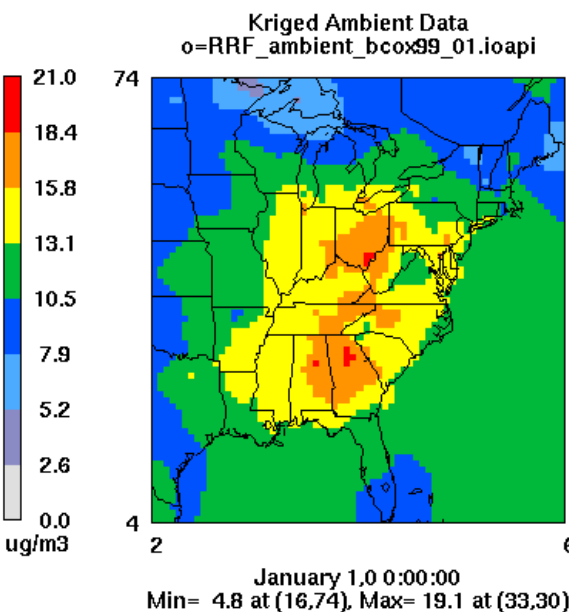 Kriged Ambient Data
o=RRF_ambient_bcox99_01.ioapi
21.0
18.4
15.8
13.1
10.5
7.9
5.2
2.6
0.0
ug/m3
74
4
2
6
January 1,0 0:00:00
Min= 4.8 at (16,74), Max= 19.1 at (33,30)